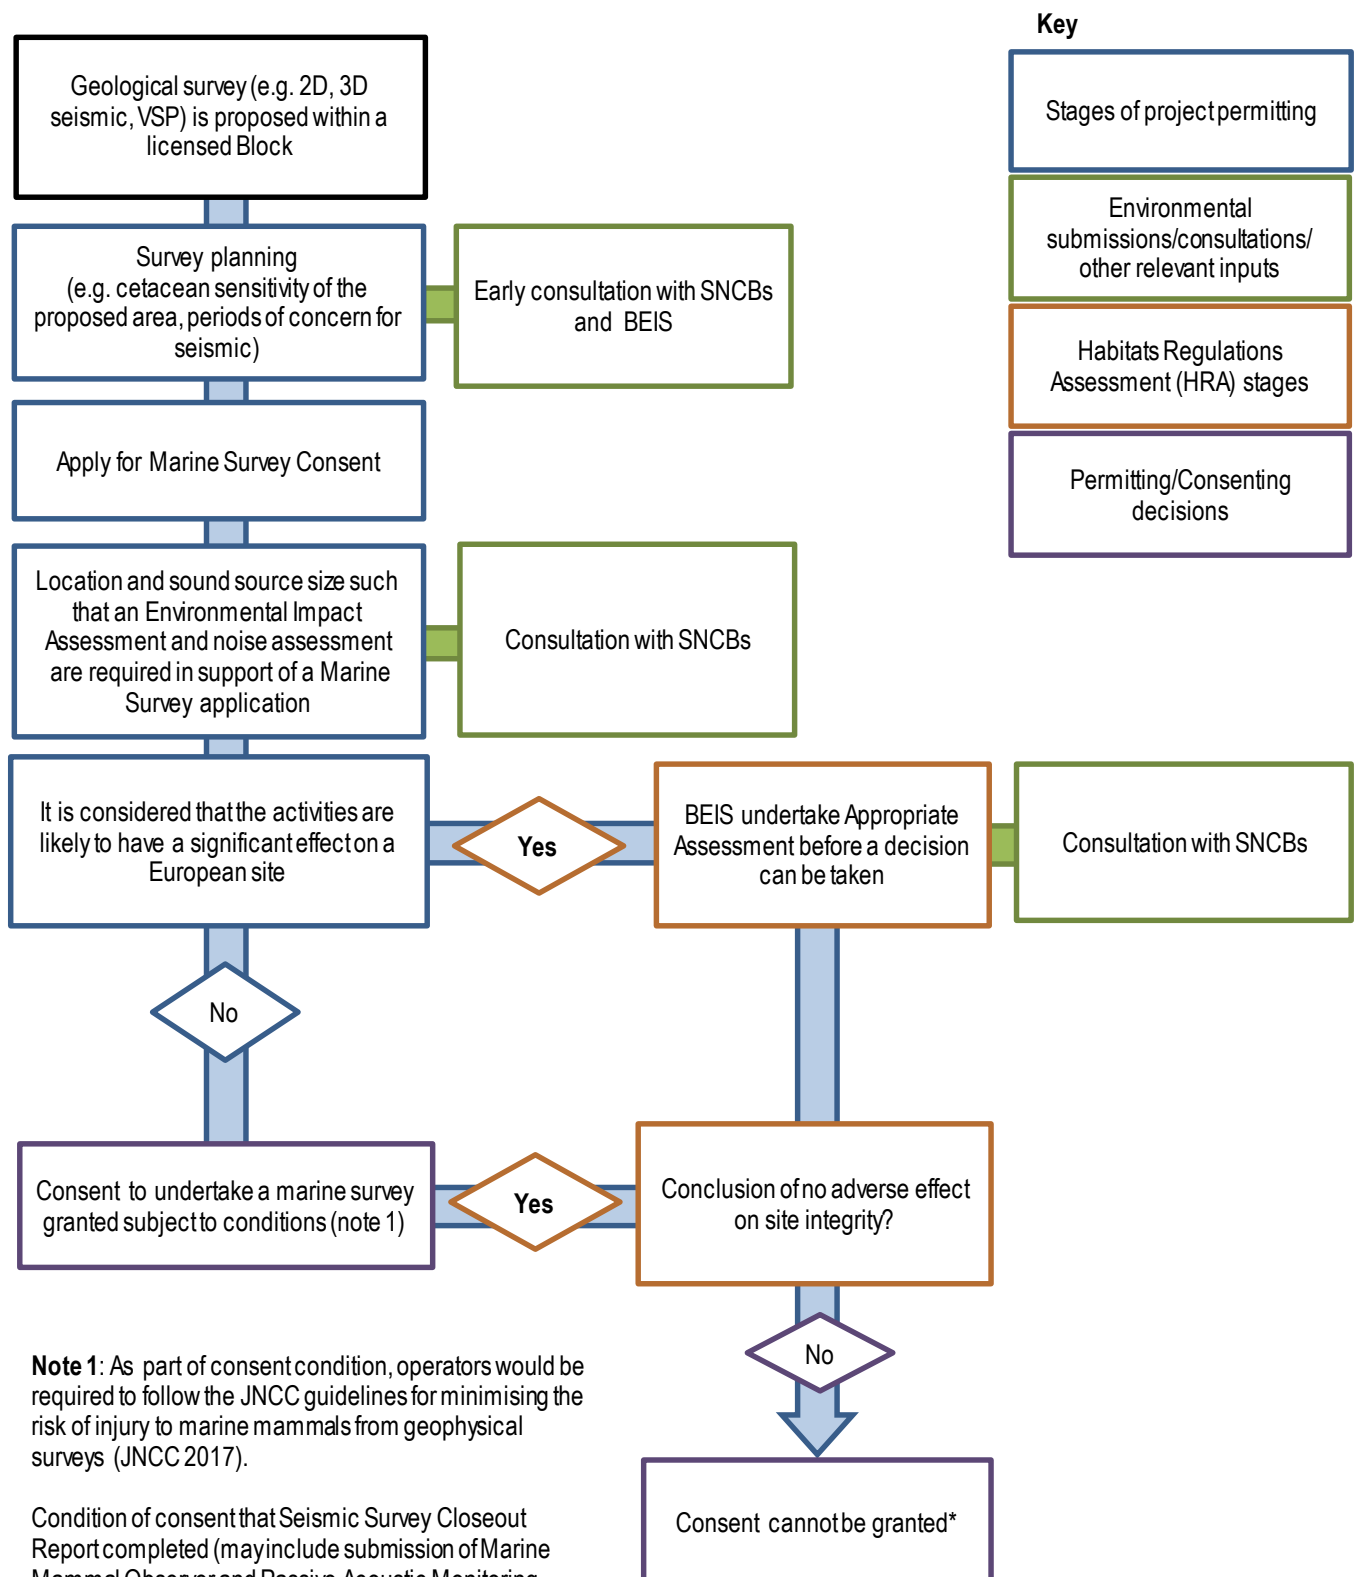 Key
Geological survey (e.g. 2D, 3D
seismic, VSP) is proposed within a
licensed Block
Stages of project permitting
Environmental
submissions/consultations/
other relevant inputs
Habitats Regulations
Assessment (HRA) stages
Permitting/Consenting
decisions
Survey planning
(e.g. cetacean sensitivity of the
proposed area, periods of concern for
seismic)
Early consultation with SNCBs
and BEIS
Apply for Marine Survey Consent
Location and sound source size such
that an Environmental Impact
Assessment and noise assessment
are required in support of a Marine
Survey application
Consultation with SNCBs
It is considered that the activities are
likely to have a significant effect on a
European site
Yes
BEIS undertake Appropriate
Assessment before a decision
can be taken
Consultation with SNCBs
No
Consent to undertake a marine survey
granted subject to conditions (note 1)
Yes
Conclusion of no adverse effect
on site integrity?
No
Consent cannot be granted*
Note 1: As part of consent condition, operators would be
required to follow the JNCC guidelines for minimising the
risk of injury to marine mammals from geophysical
surveys (JNCC 2017).
Condition of consent that Seismic Survey Closeout
Report completed (may include submission of Marine
Mammal Observer and Passive Acoustic Monitoring